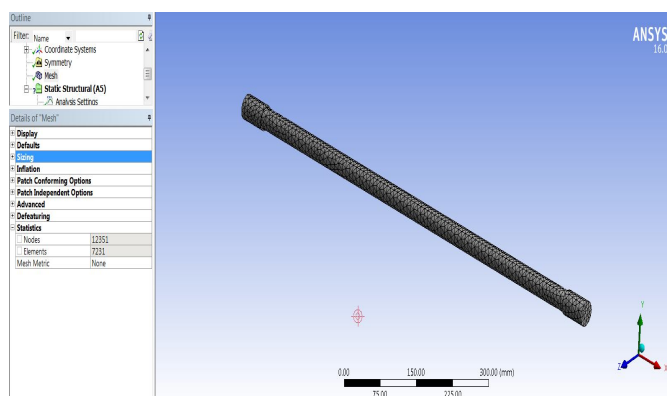 Outline
Filter: Name
Coordinate Systems
Symmetry
Mesh
Static Structural (A5)
Analysis Settings
Details of "Mesh"
Display
Defaults
Sizing
Inflation
Patch Conforming Options
Patch Independent Options
Advanced
Defeaturing
Statistics
Nodes 12351
Elements 7231
Mesh Metric None
ANSYS
16.0
0.00 150.00 300.00 (mm)
75.00 225.00
Y
Z
X